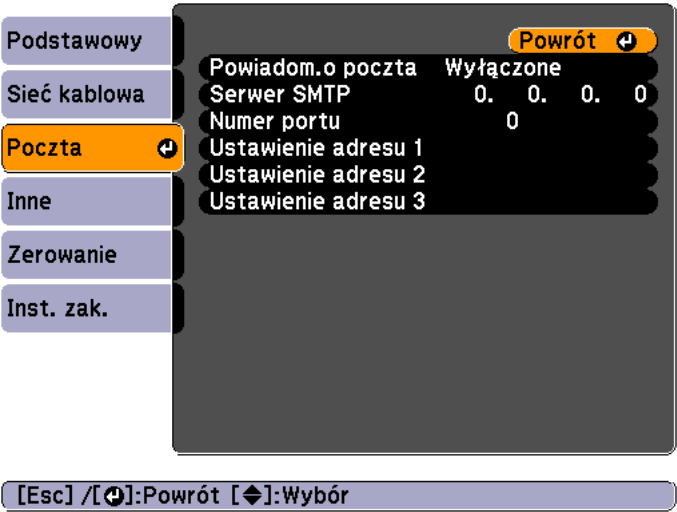 Podstawowy
Sieć kablowa
Poczta
Inne
Zerowanie
Inst. zak.
Powrót
Powiadom.o poczta Wyłączone
Serwer SMTP 0. 0. 0. 0
Numer portu 0
Ustawienie adresu 1
Ustawienie adresu 2
Ustawienie adresu 3
[Esc] /[⏎]:Powrót [◆]:Wybór